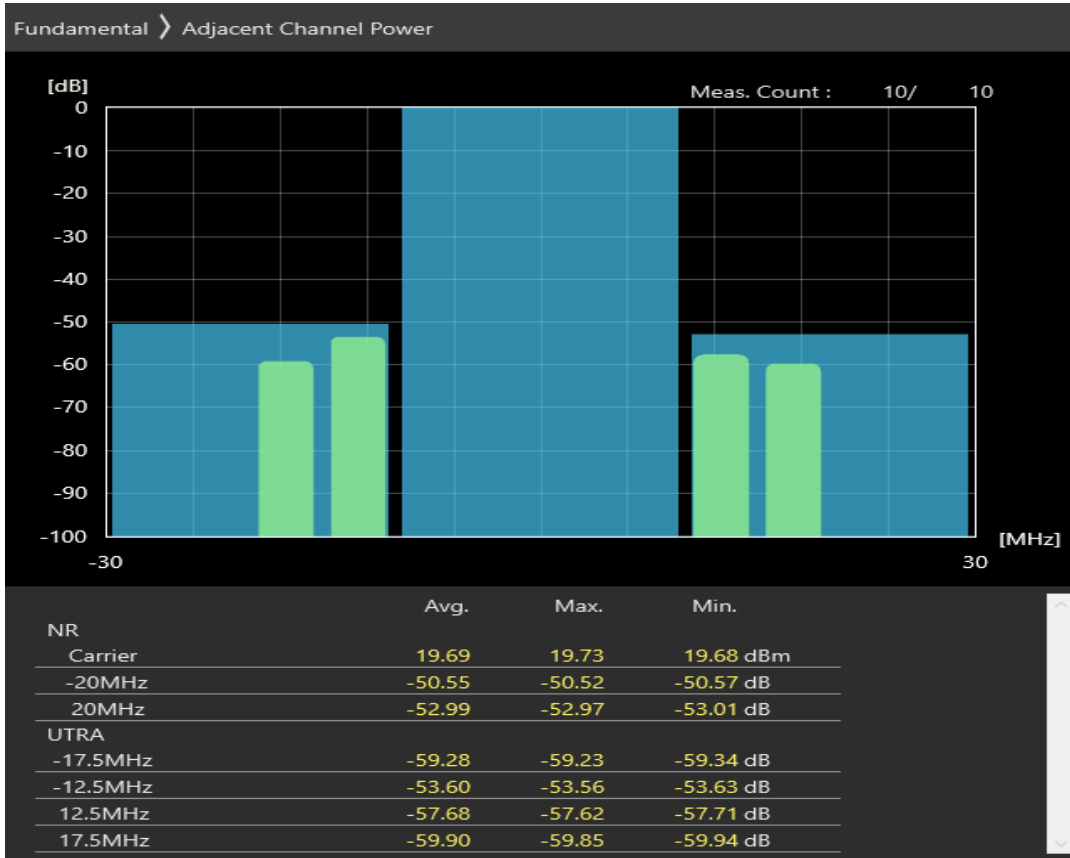 Fundamental 〉 Adjacent Channel Power
[dB]
Meas. Count : 10/ 10
0
-10
-20
-30
-40
-50
-60
-70
-80
-90
-100
[MHz]
-30 30
Avg. Max. Min.
NR
Carrier 19.69 19.73 19.68 dBm
-20MHz -50.55 -50.52 -50.57 dB
20MHz -52.99 -52.97 -53.01 dB
UTRA
-17.5MHz -59.28 -59.23 -59.34 dB
-12.5MHz -53.60 -53.56 -53.63 dB
12.5MHz -57.68 -57.62 -57.71 dB
17.5MHz -59.90 -59.85 -59.94 dB